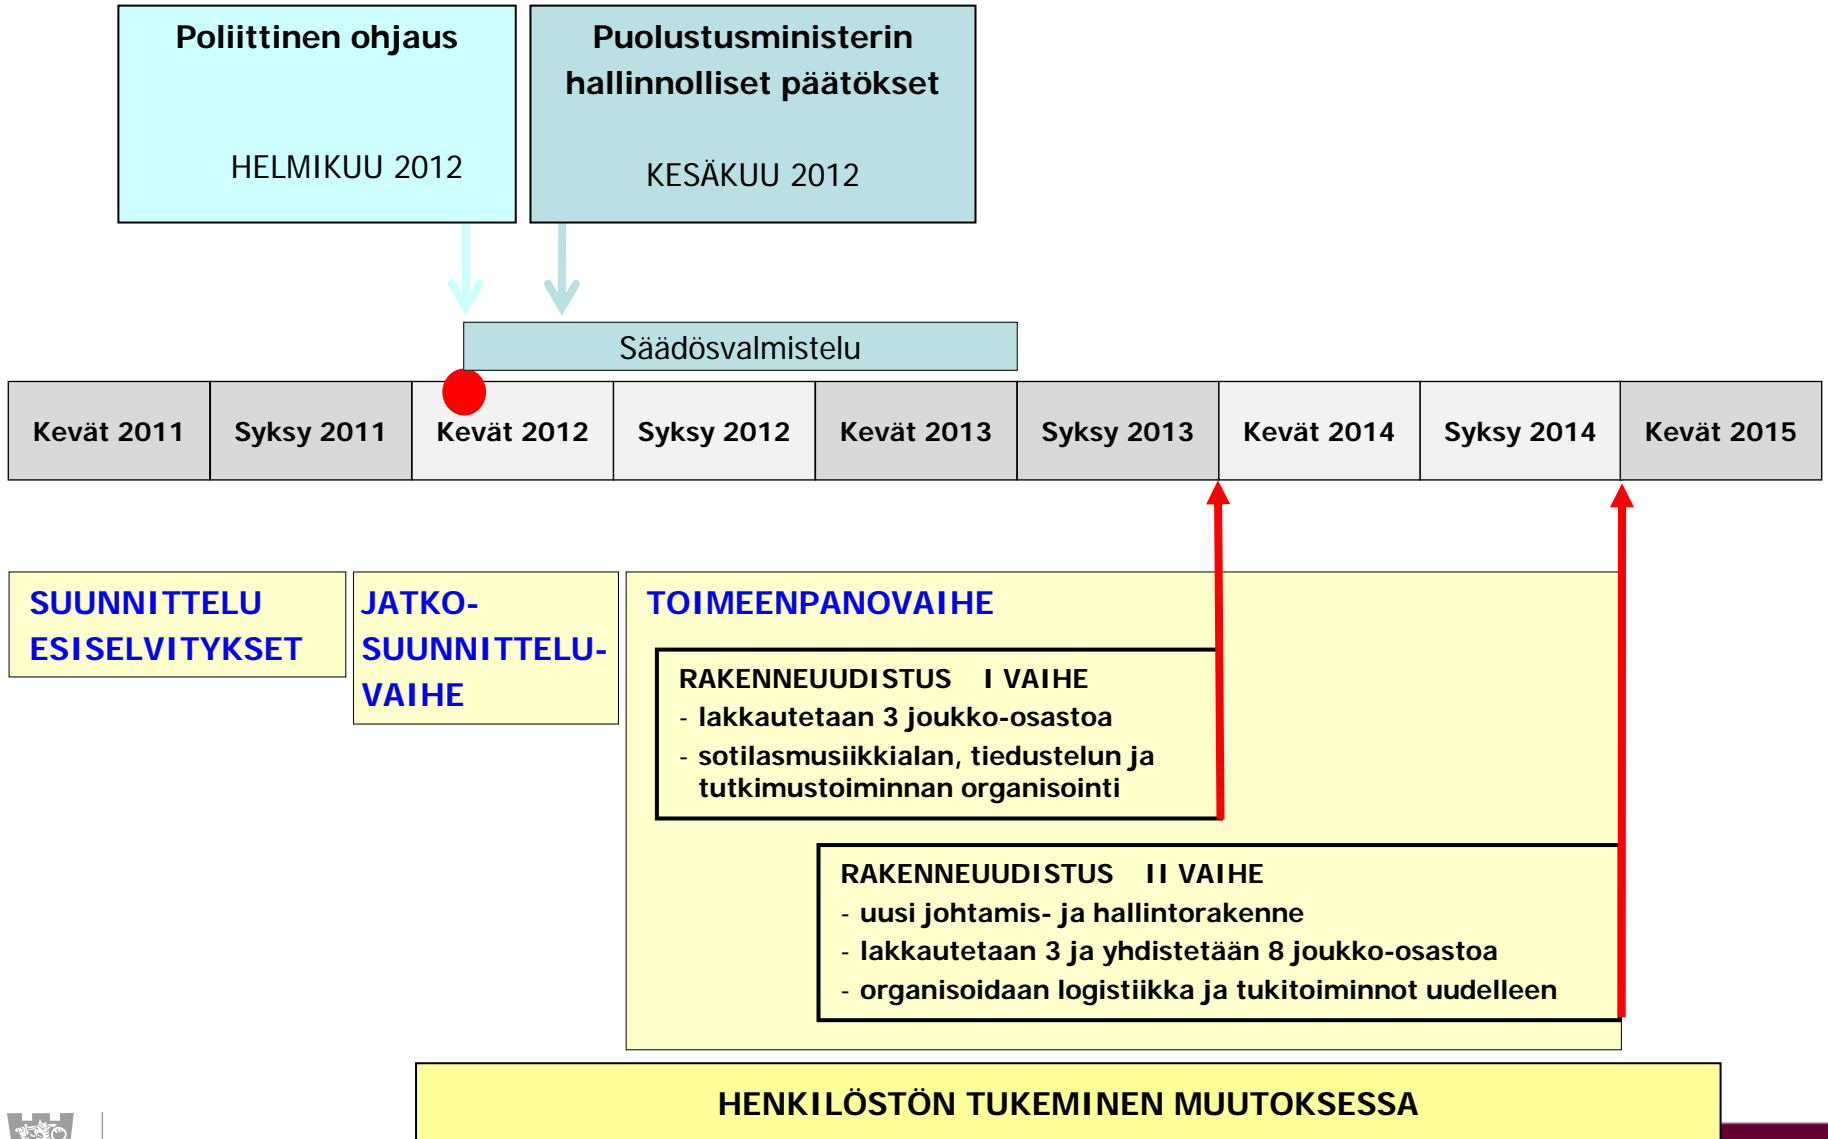 Poliittinen ohjaus
HELMIKUU 2012
Puolustusministerin
hallinnolliset päätökset
KESÄKUU 2012
Säädösvalmistelu
Kevät 2011
Syksy 2011
Kevät 2012
Syksy 2012
Kevät 2013
Syksy 2013
Kevät 2014
Syksy 2014
Kevät 2015
SUUNNITTELU
ESISELVITYKSET
JATKO-
SUUNNITTELU-
VAIHE
TOIMEENPANOVAIHE
RAKENNEUUDISTUS I VAIHE
- lakkautetaan 3 joukko-osastoa
- sotilasmusiikkialan, tiedustelun ja
tutkimustoiminnan organisointi
RAKENNEUUDISTUS II VAIHE
- uusi johtamis- ja hallintorakenne
- lakkautetaan 3 ja yhdistetään 8 joukko-osastoa
- organisoidaan logistiikka ja tukitoiminnot uudelleen
HENKILÖSTÖN TUKEMINEN MUUTOKSESSA